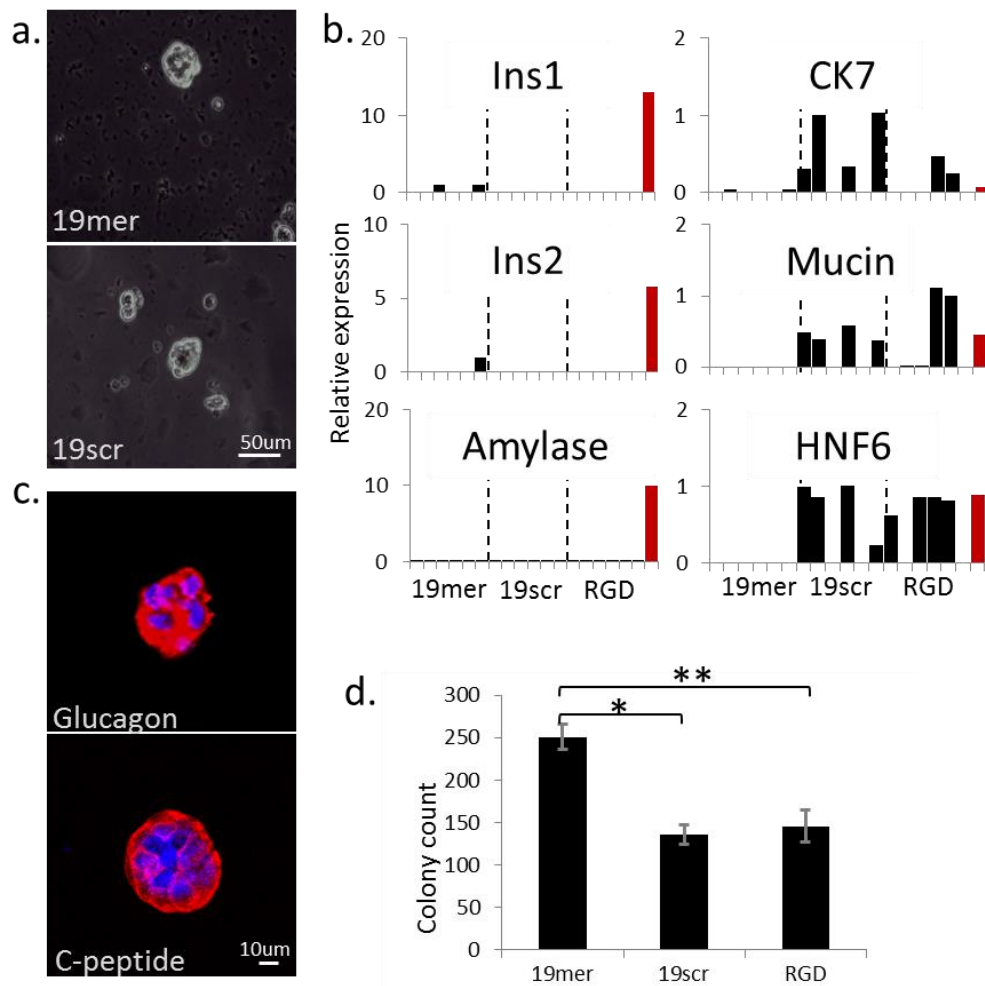 a.
19mer
19scr
50um
b.
Relative expression
20
10
0
Ins1
2
1
0
CK7
10
5
0
Ins2
2
1
0
Mucin
20
10
0
Amylase
2
1
0
HNF6
19mer 19scr RGD
19mer 19scr RGD
c.
Glucagon
C-peptide
10um
d.
Colony count
300
250
200
150
100
50
0
**
*
19mer 19scr RGD